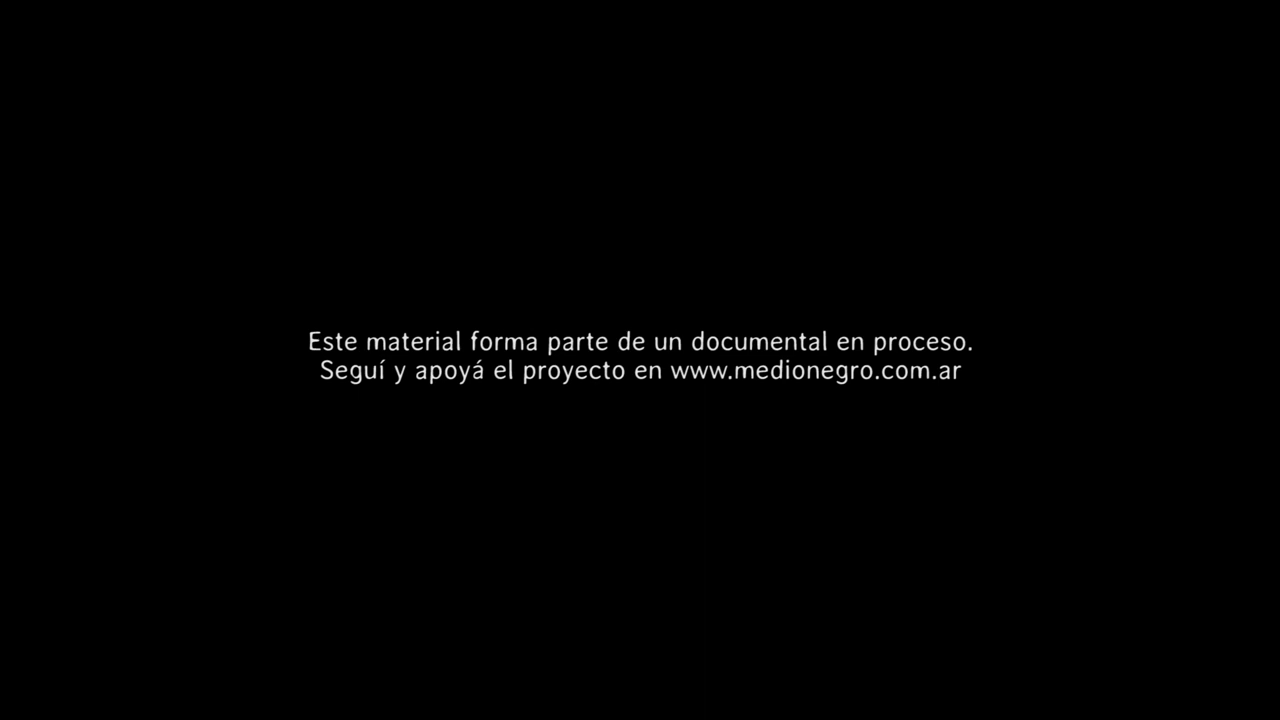 Este material forma parte de un documental en proceso.
Seguí y apoyá el proyecto en www.medionegro.com.ar